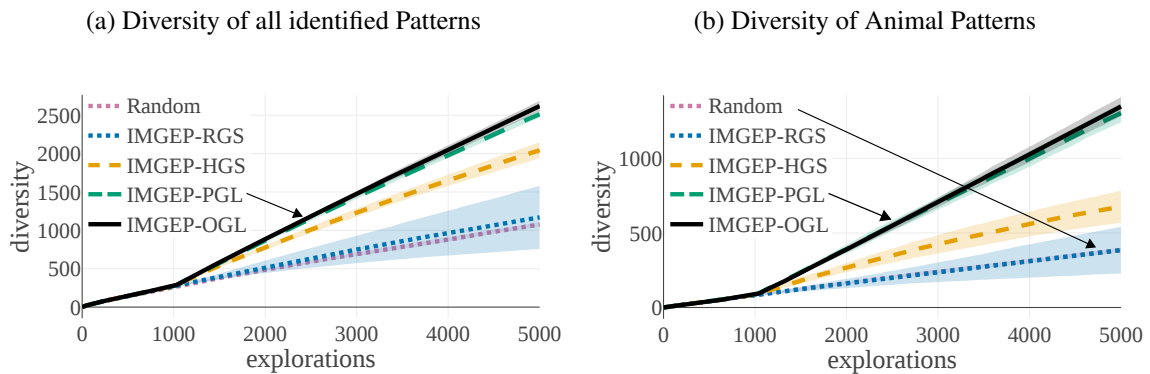 (a) Diversity of all identified Patterns
diversity
2500
2000
1500
1000
500
0
Random
IMGEP-RGS
IMGEP-HGS
IMGEP-PGL
IMGEP-OGL
0 1000 2000 3000 4000 5000
explorations
(b) Diversity of Animal Patterns
diversity
1000
500
0
Random
IMGEP-RGS
IMGEP-HGS
IMGEP-PGL
IMGEP-OGL
0 1000 2000 3000 4000 5000
explorations